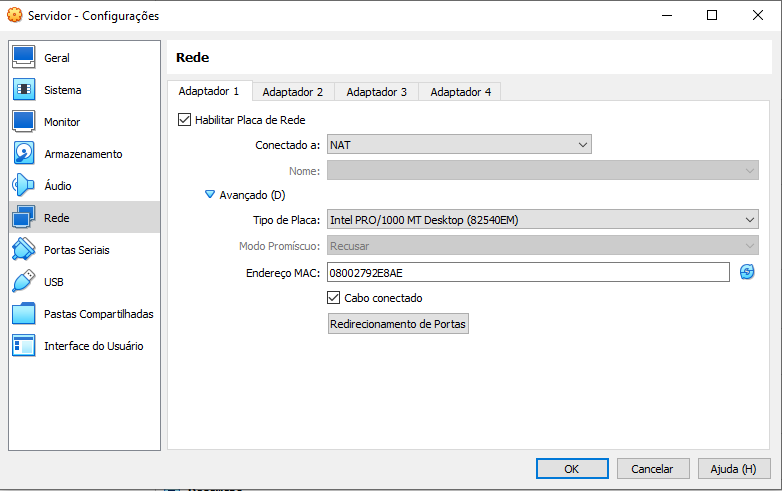 Servidor - Configurações
Geral
Sistema
Monitor
Armazenamento
Áudio
Rede
Portas Seriais
USB
Pastas Compartilhadas
Interface do Usuário
Rede
Adaptador 1 Adaptador 2 Adaptador 3 Adaptador 4
Habilitar Placa de Rede
Conectado a: NAT
Nome:
Avançado (D)
Tipo de Placa: Intel PRO/1000 MT Desktop (82540EM)
Modo Promíscuo: Recusar
Endereço MAC: 08002792E8AE
Cabo conectado
Redirecionamento de Portas
OK Cancelar Ajuda (H)